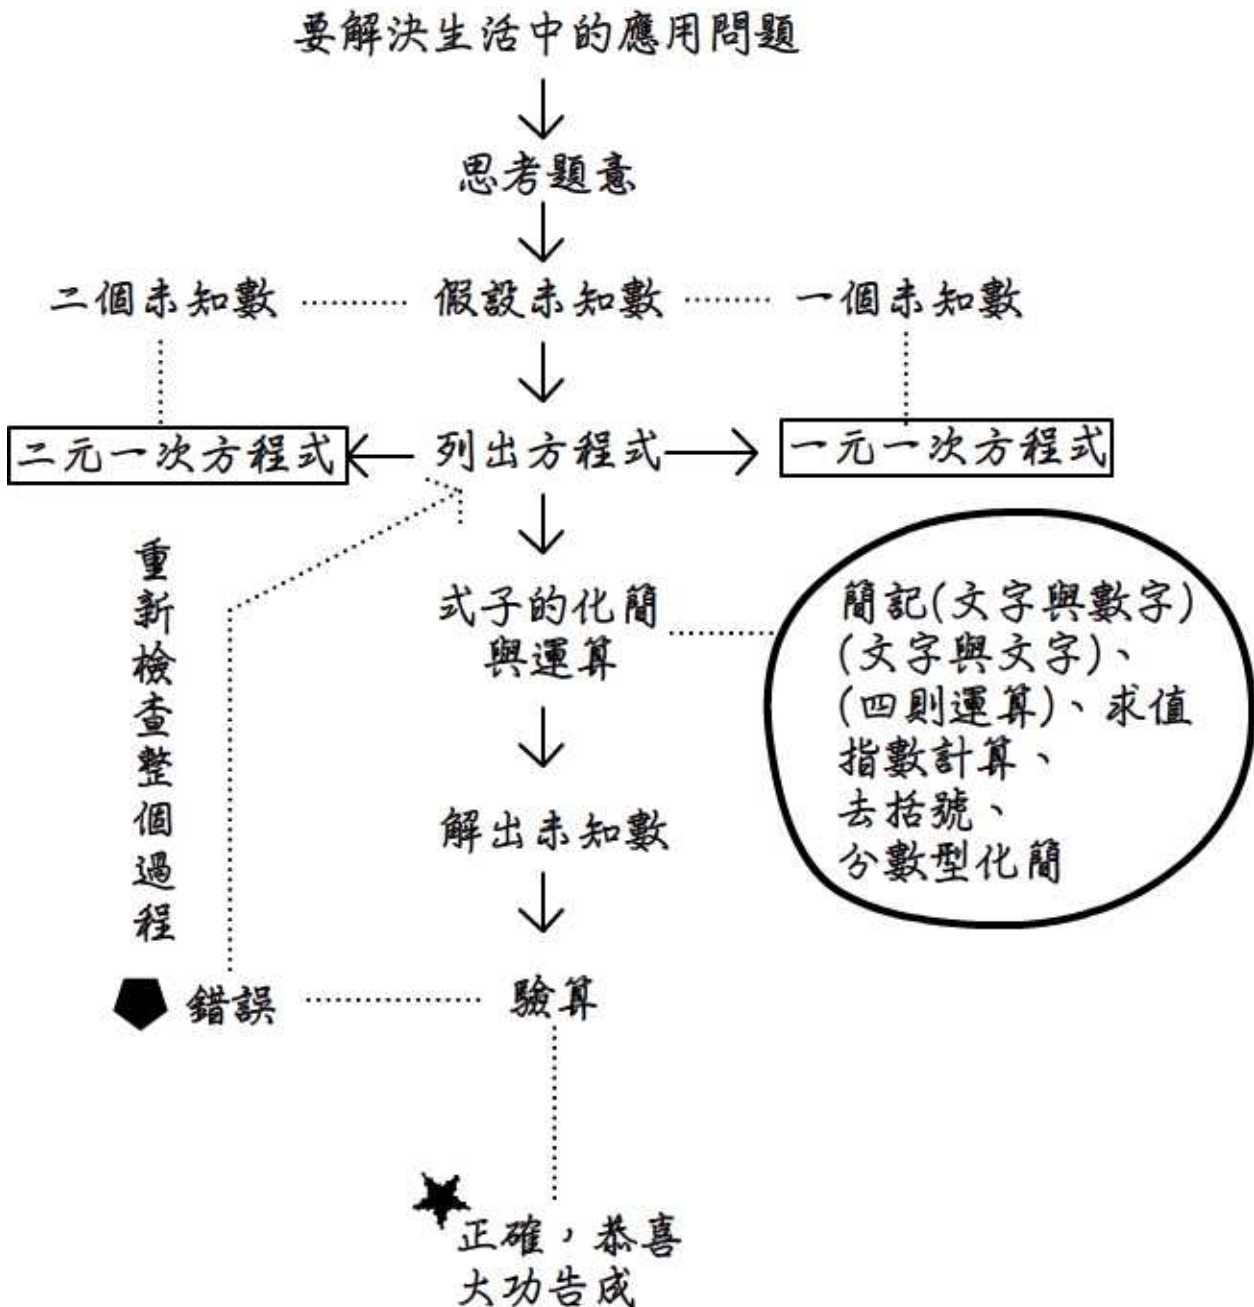 要解決生活中的應用問題
思考題意
二個未知數
假設未知數
一個未知數
二元一次方程式
列出方程式
一元一次方程式
重新檢查整個過程
式子的化簡
與運算
簡記(文字與數字)
(文字與文字)、
(四則運算)、求值
指數計算、
去括號、
分數型化簡
解出未知數
錯誤
驗算
正確，恭喜
大功告成